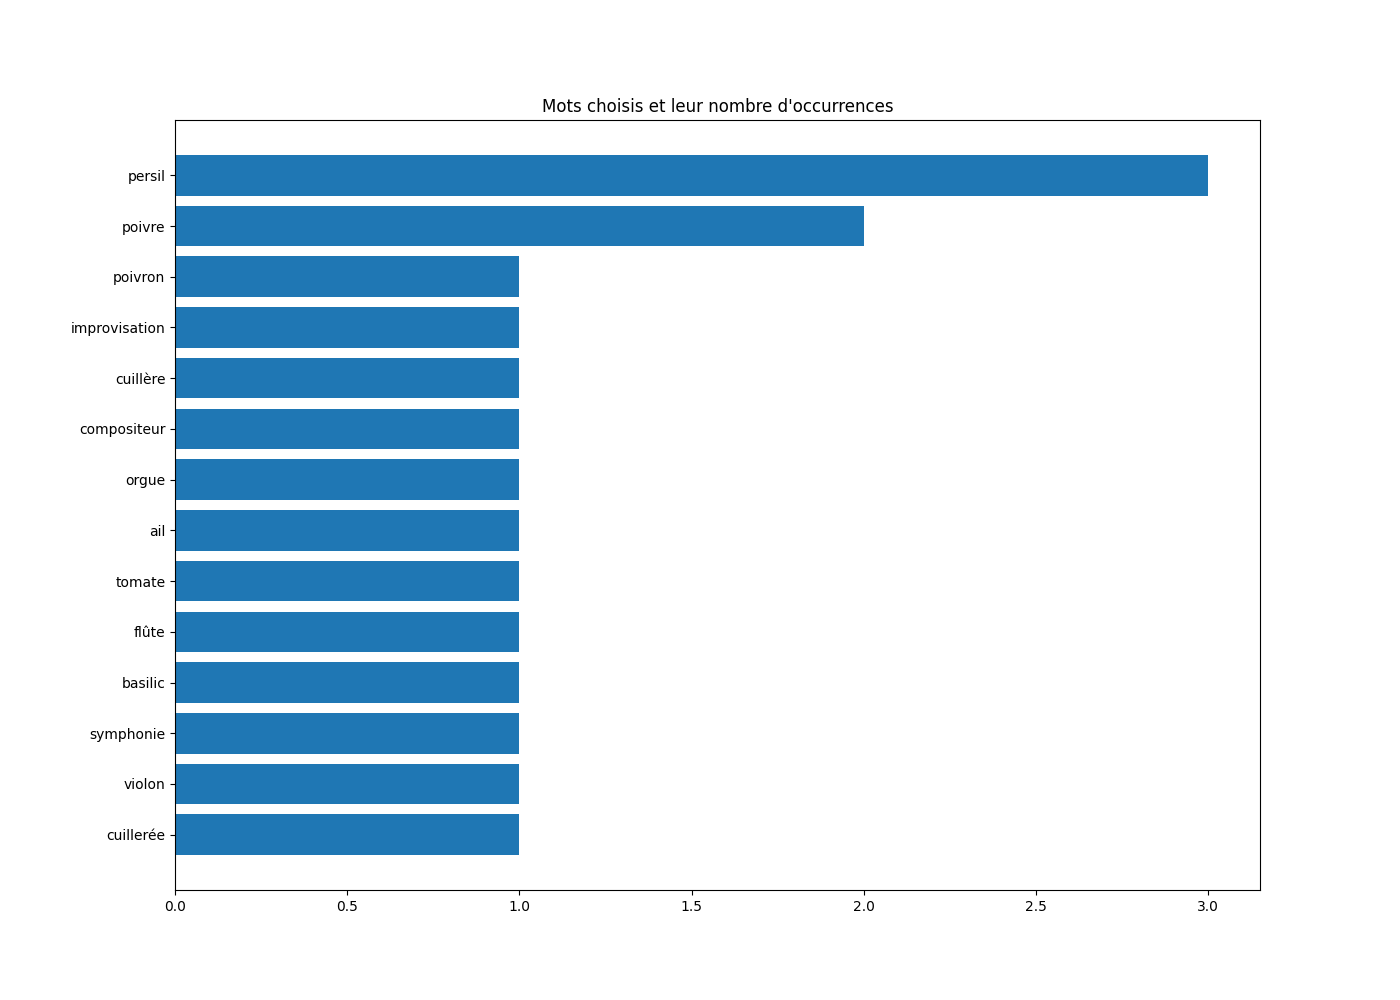 Mots choisis et leur nombre d'occurrences
persil
poivre
poivron
improvisation
cuillère
compositeur
orgue
ail
tomate
flûte
basilic
symphonie
violon
cuillerée
0.0 0.5 1.0 1.5 2.0 2.5 3.0